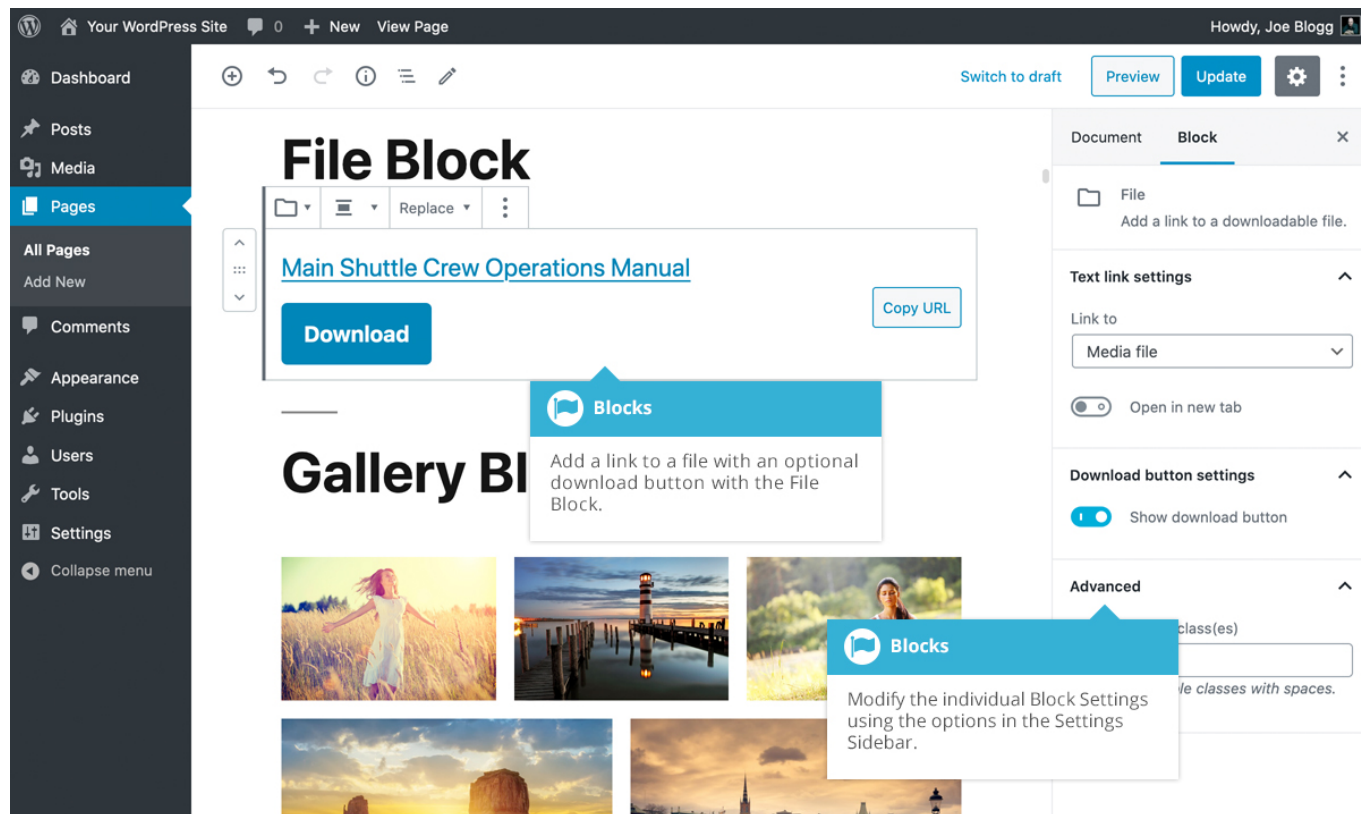 Your WordPress Site 0 New View Page Howdy, Joe Blogg
Dashboard
Posts
Media
Pages
All Pages
Add New
Comments
Appearance
Plugins
Users
Tools
Settings
Collapse menu
Switch to draft Preview Update
File Block
Replace
Main Shuttle Crew Operations Manual
Copy URL
Download
Blocks
Add a link to a file with an optional
download button with the File
Block.
Gallery Bl
Document Block
File
Add a link to a downloadable file.
Text link settings
Link to
Media file
Open in new tab
Download button settings
Show download button
Advanced
class(es)
classes with spaces.
Blocks
Modify the individual Block Settings
using the options in the Settings
Sidebar.